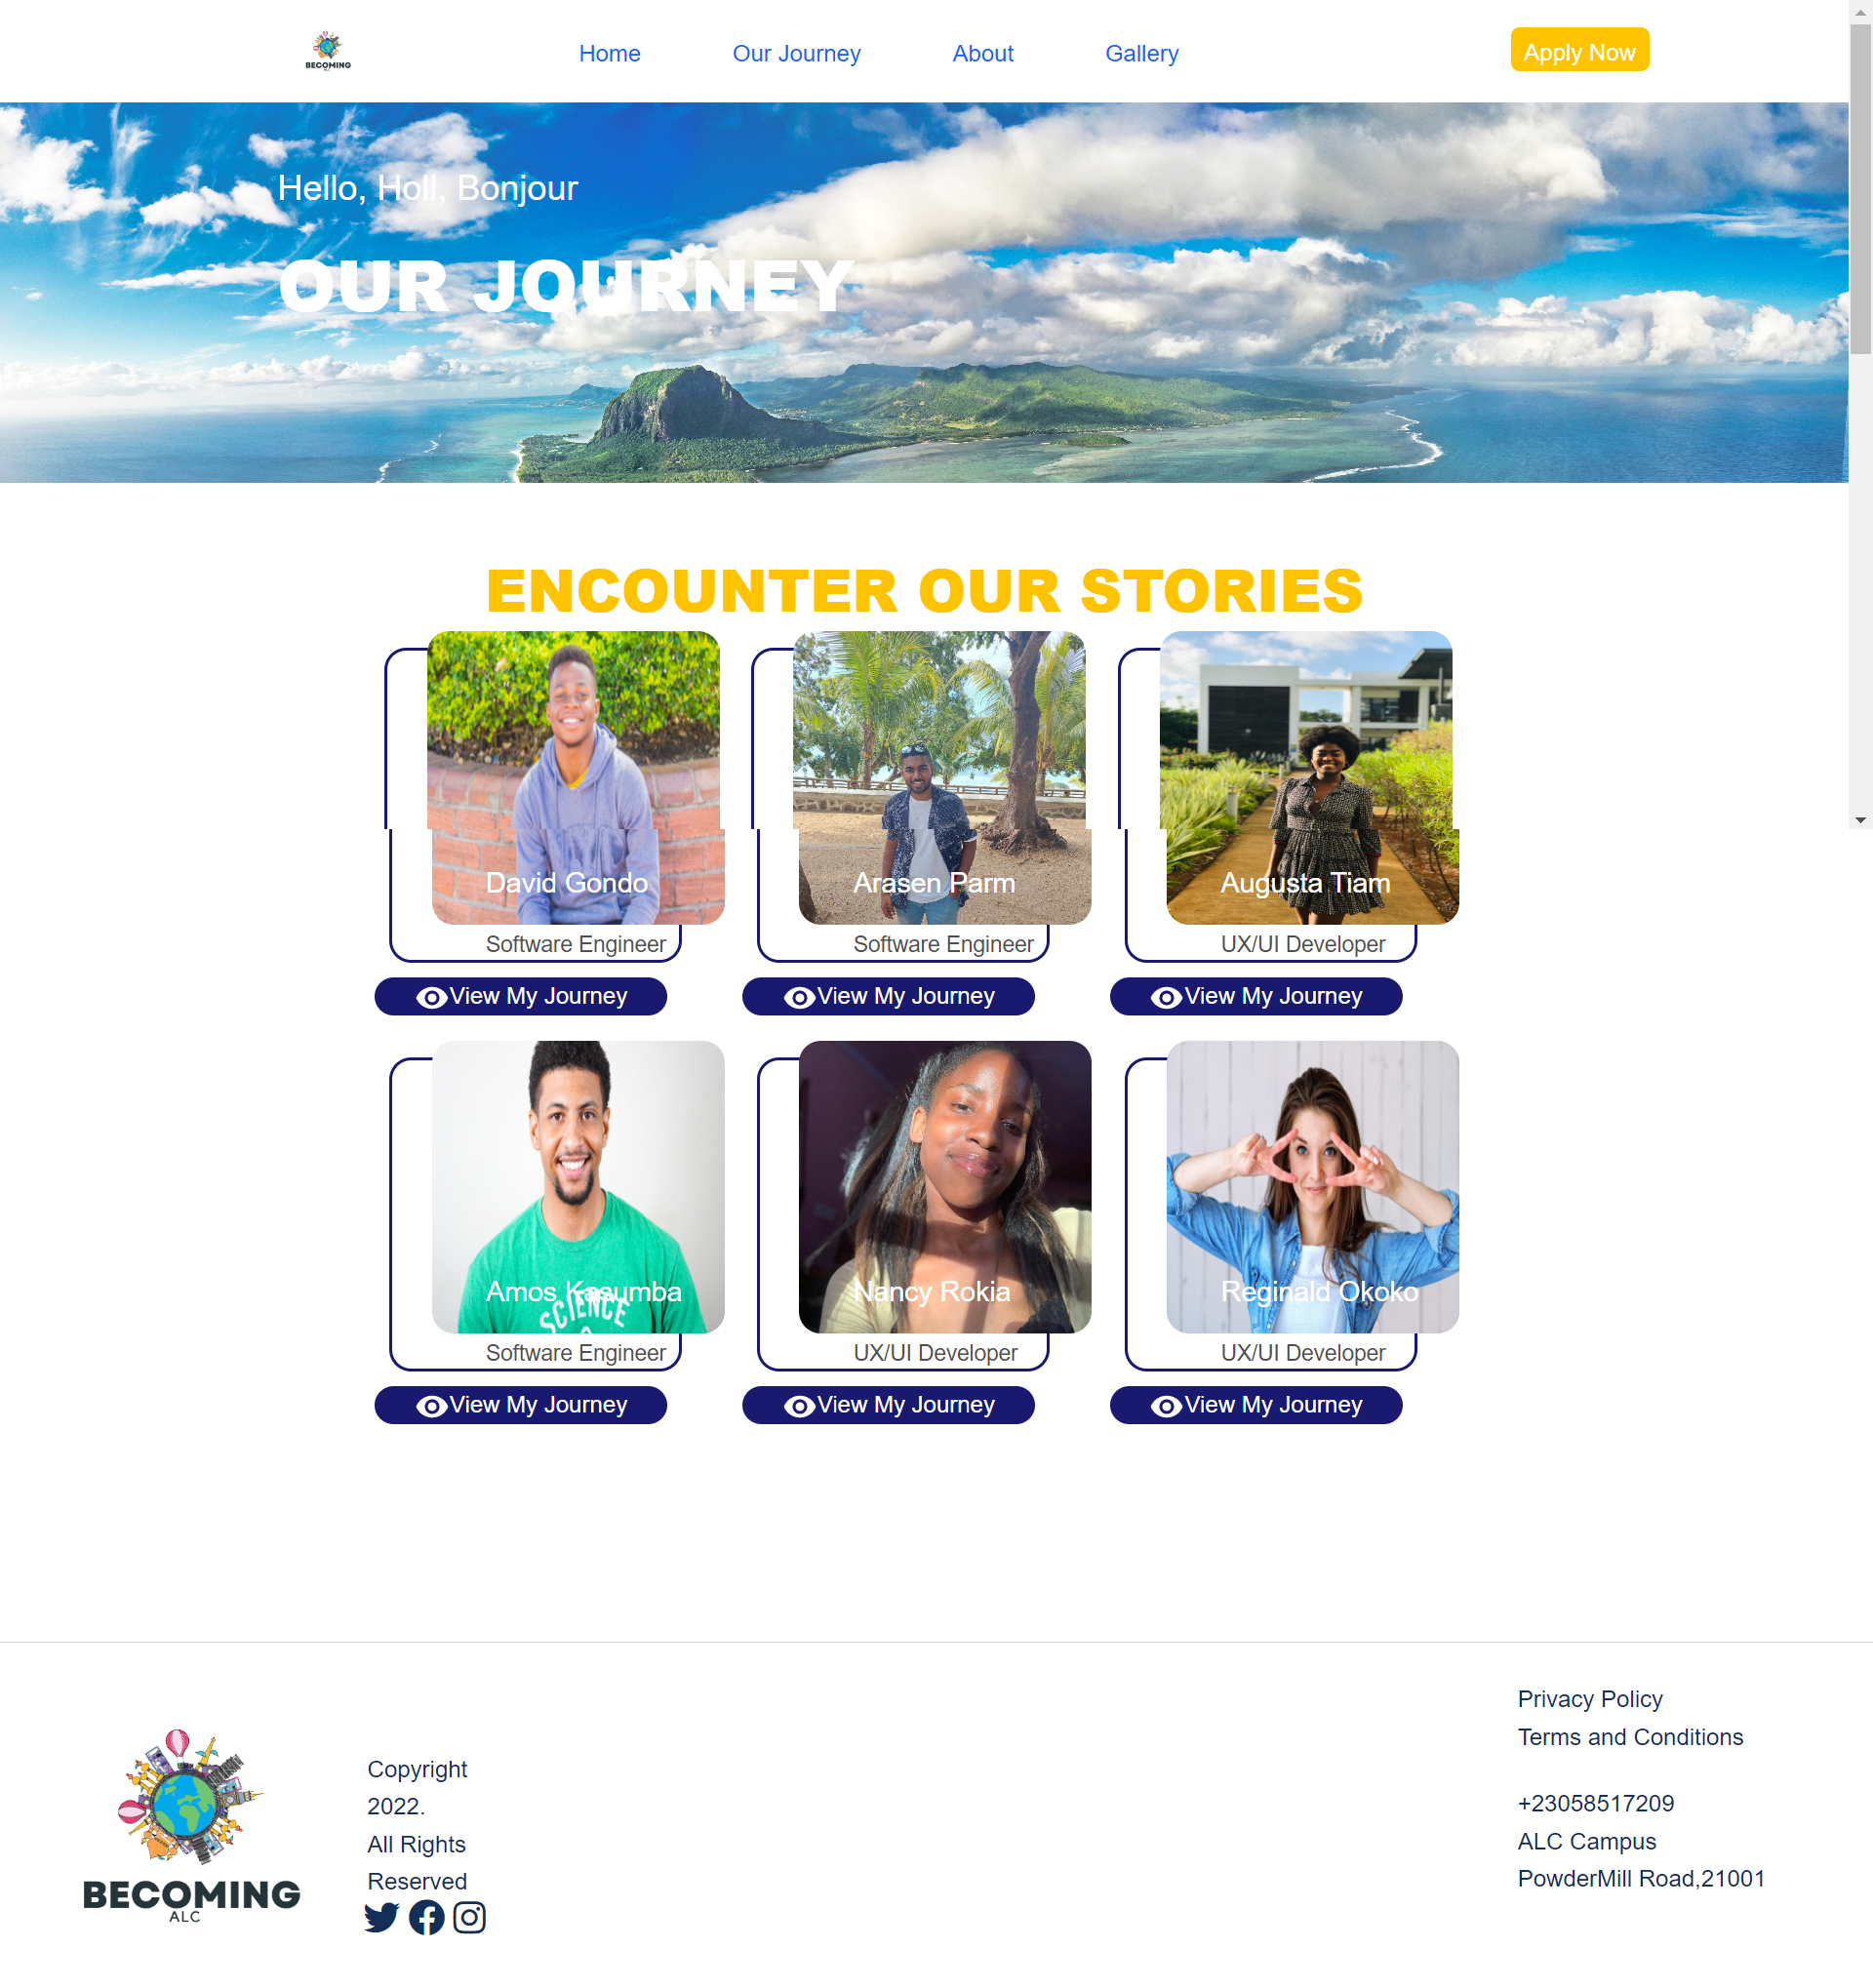 BECOMING
Home Our Journey About Gallery Apply Now
Hello, Holl, Bonjour
OUR JOURNEY
ENCOUNTER OUR STORIES
David Gondo Arasen Parm Augusta Tiam
Software Engineer Software Engineer UX/UI Developer
View My Journey View My Journey View My Journey
SCIENCE
Amos Kasumba Nancy Rokia Reginald Okoko
Software Engineer UX/UI Developer UX/UI Developer
View My Journey View My Journey View My Journey
BECOMING
ALC
Copyright
2022.
All Rights
Reserved
Privacy Policy
Terms and Conditions
+23058517209
ALC Campus
PowderMill Road,21001